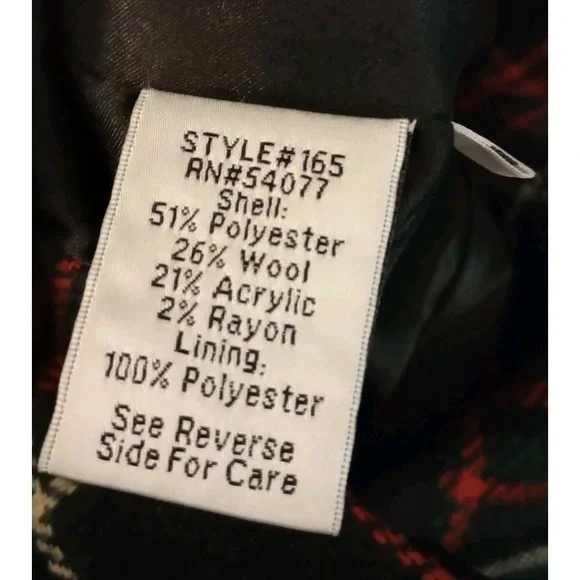 STYLE#165
RN#54077
Shell:
51% Polyester
26% Wool
21% Acrylic
2% Rayon
Lining:
100% Polyester
See Reverse
Side For Care